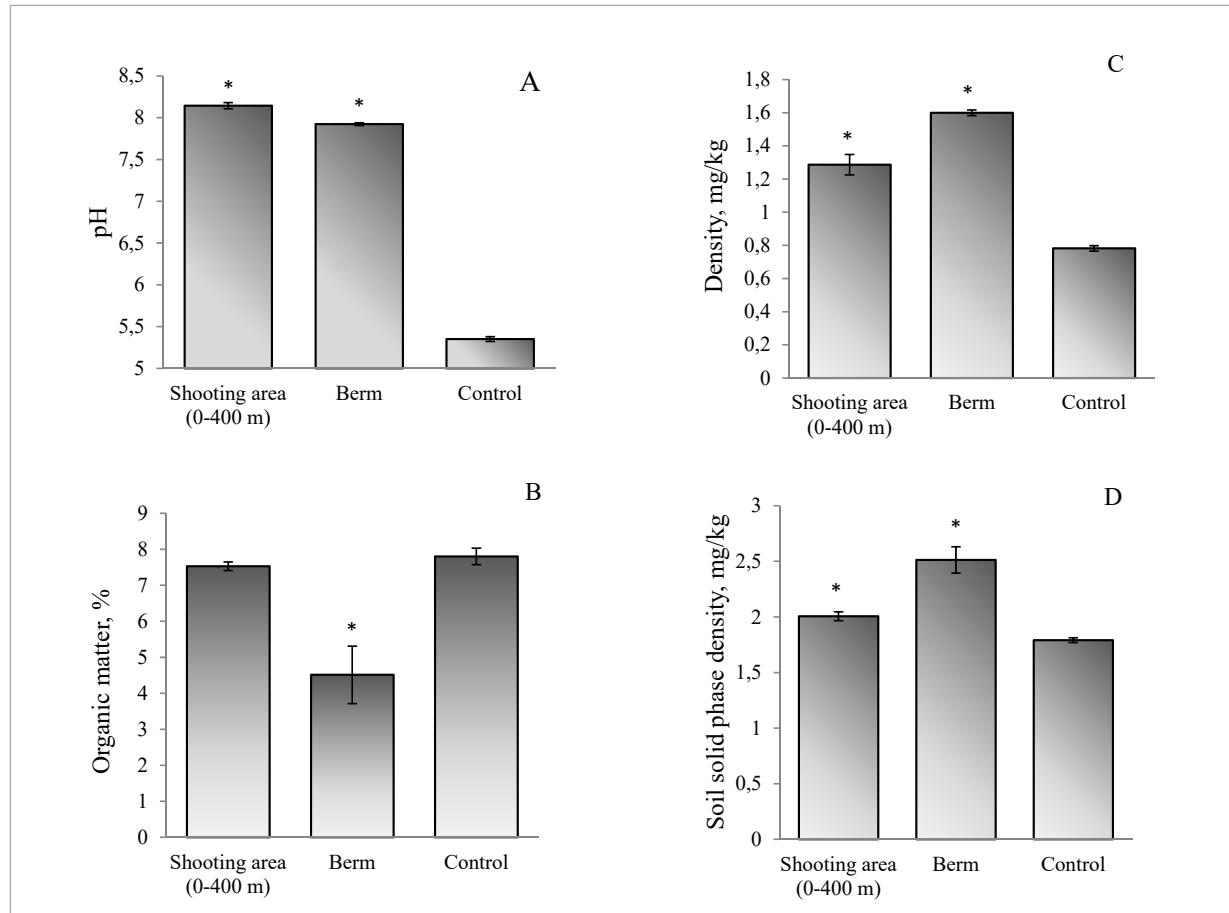 A
8,5
8
7,5
7
6,5
6
5,5
5
pH
*
*
Shooting area
(0-400 m)
Berm
Control
C
1,8
1,6
1,4
1,2
1
0,8
0,6
0,4
0,2
0
Density, mg/kg
*
*
Shooting area
(0-400 m)
Berm
Control
B
9
8
7
6
5
4
3
2
1
0
Organic matter, %
*
Shooting area
(0-400 m)
Berm
Control
D
3
2,5
2
1,5
1
0,5
0
Soil solid phase density, mg/kg
*
*
Shooting area
(0-400 m)
Berm
Control